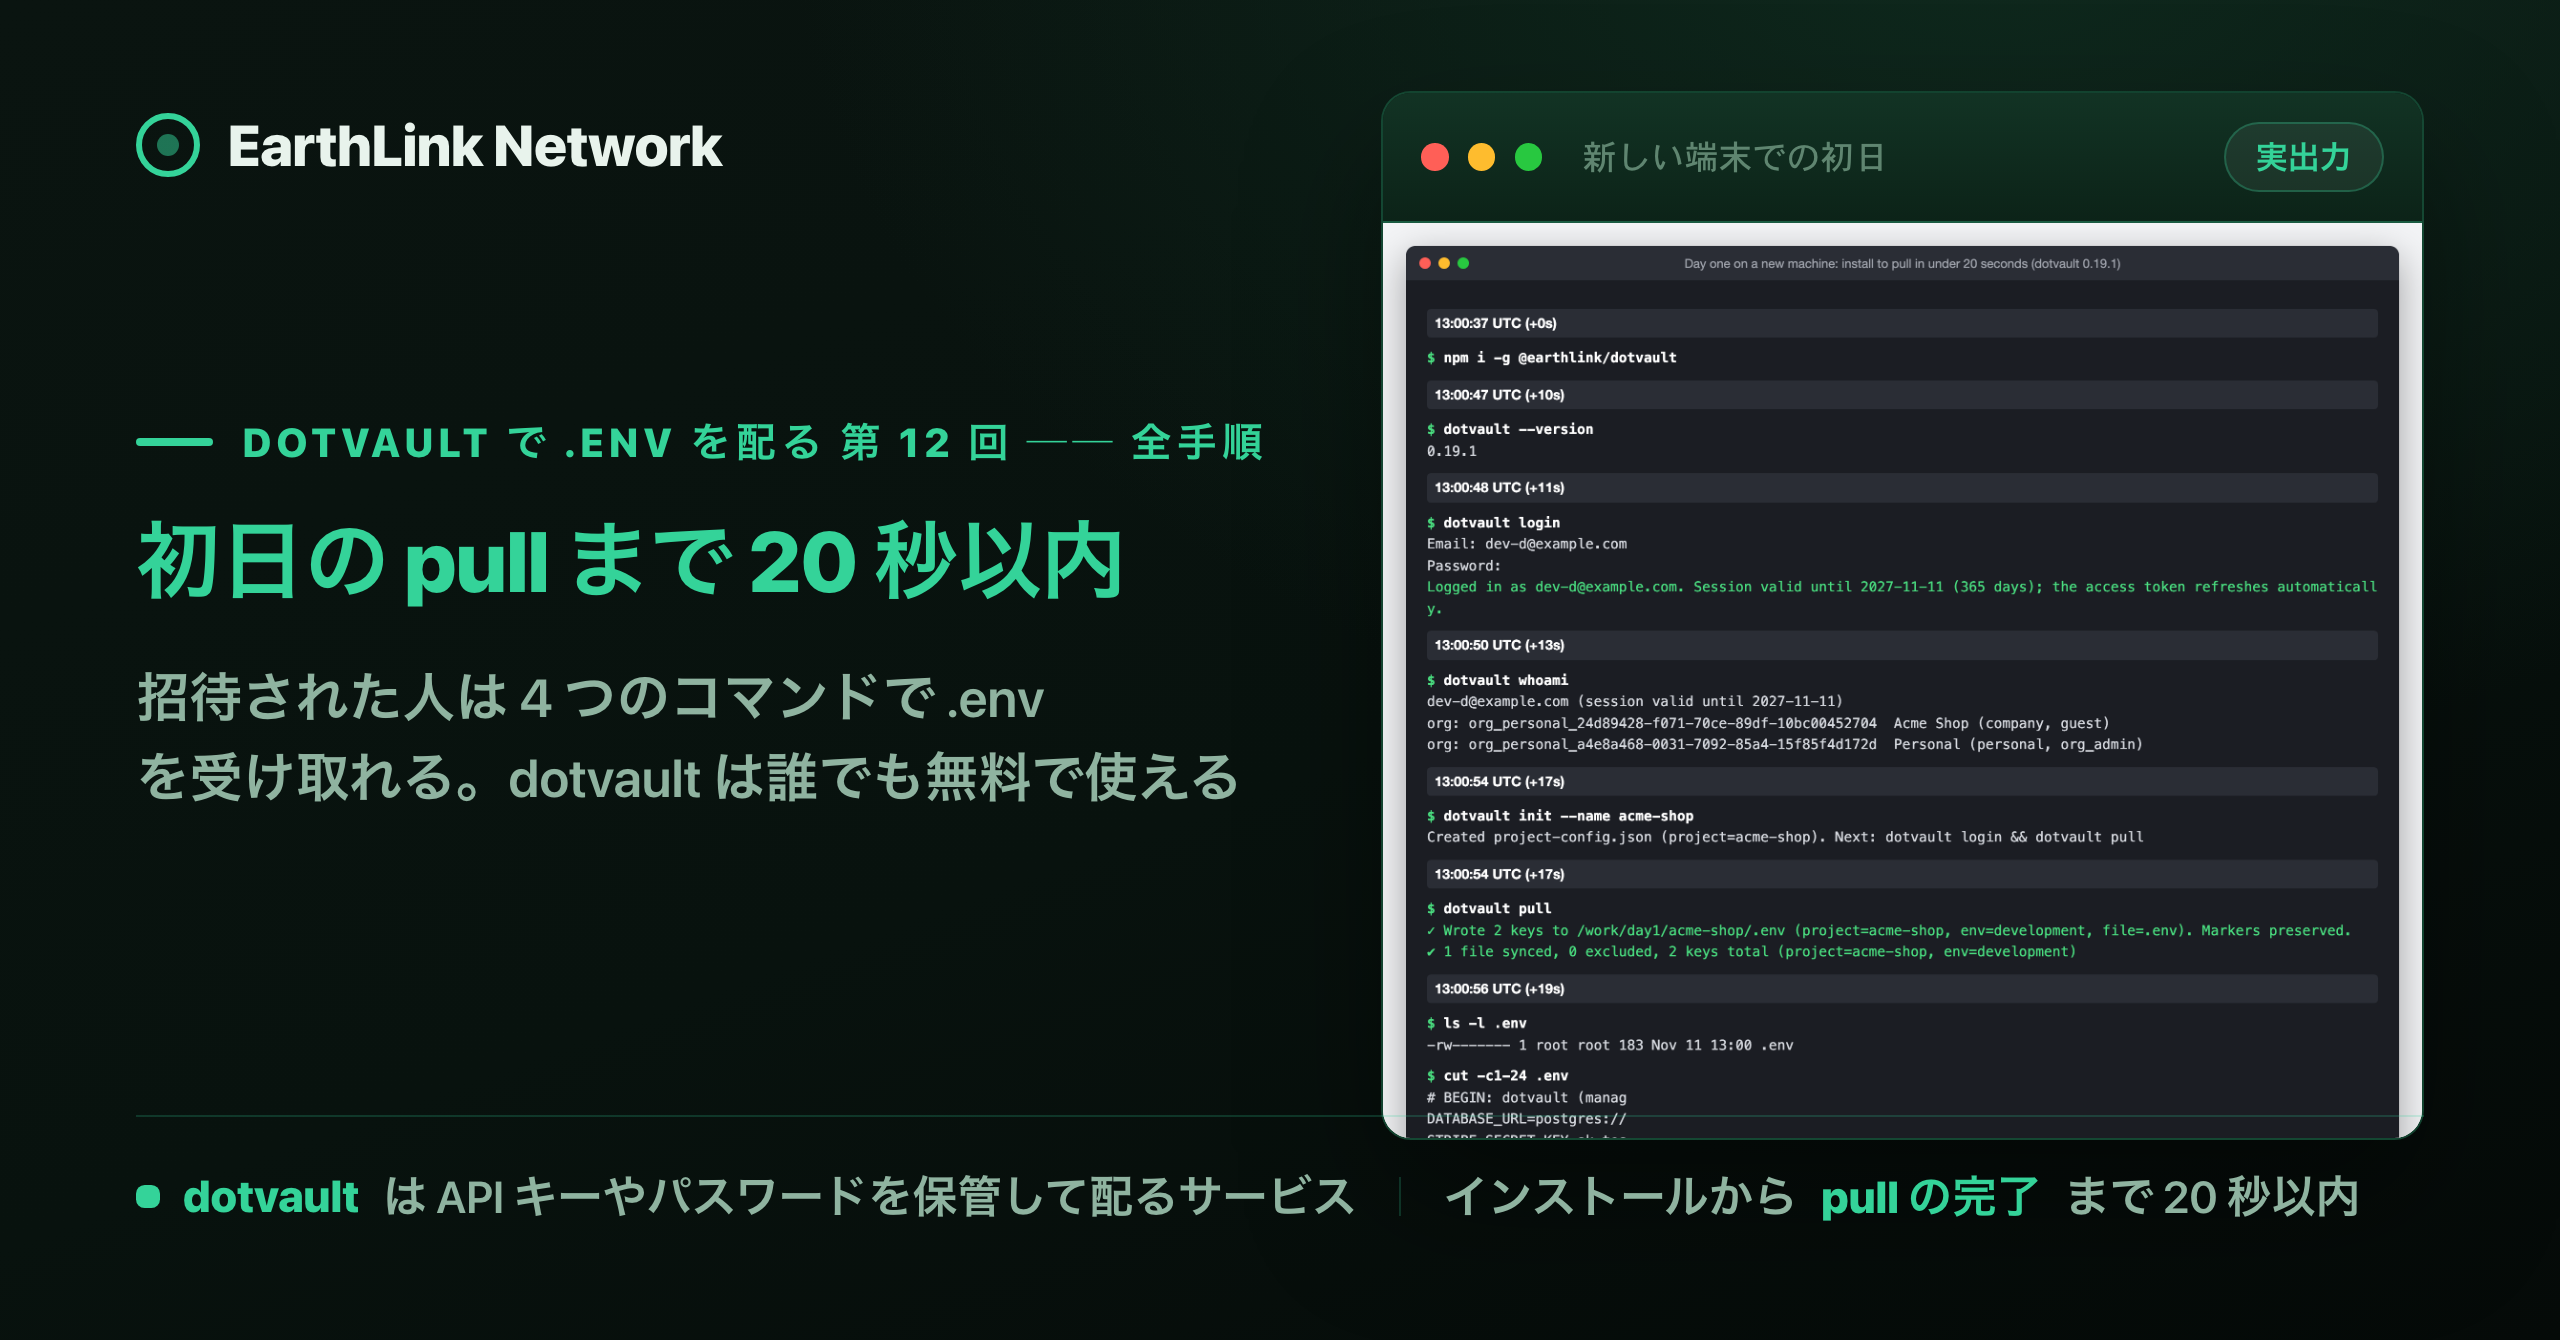 EarthLink Network
DOTVAULT で .ENV を配る 第 12 回 ―― 全手順
初日の pull まで 20 秒以内
招待された人は 4 つのコマンドで .env
を受け取れる。dotvault は誰でも無料で使える
新しい端末での初日
実出力
Day one on a new machine: install to pull in under 20 seconds (dotvault 0.19.1)
13:00:37 UTC (+0s)
$ npm i -g @earthlink/dotvault
13:00:47 UTC (+10s)
$ dotvault --version
0.19.1
13:00:48 UTC (+11s)
$ dotvault login
Email: dev-d@example.com
Password:
Logged in as dev-d@example.com. Session valid until 2027-11-11 (365 days); the access token refreshes automaticall
y.
13:00:50 UTC (+13s)
$ dotvault whoami
dev-d@example.com (session valid until 2027-11-11)
org: org_personal_24d89428-f071-70ce-89df-10bc00452704  Acme Shop (company, guest)
org: org_personal_a4e8a468-0031-7092-85a4-15f85f4d172d  Personal (personal, org_admin)
13:00:54 UTC (+17s)
$ dotvault init --name acme-shop
Created project-config.json (project=acme-shop). Next: dotvault login && dotvault pull
13:00:54 UTC (+17s)
$ dotvault pull
✓ Wrote 2 keys to /work/day1/acme-shop/.env (project=acme-shop, env=development, file=.env). Markers preserved.
✔ 1 file synced, 0 excluded, 2 keys total (project=acme-shop, env=development)
13:00:56 UTC (+19s)
$ ls -l .env
-rw------- 1 root root 183 Nov 11 13:00 .env
$ cut -c1-24 .env
# BEGIN: dotvault (manag
DATABASE_URL=postgres://
dotvault は API キーやパスワードを保管して配るサービス
インストールから pull の完了 まで 20 秒以内